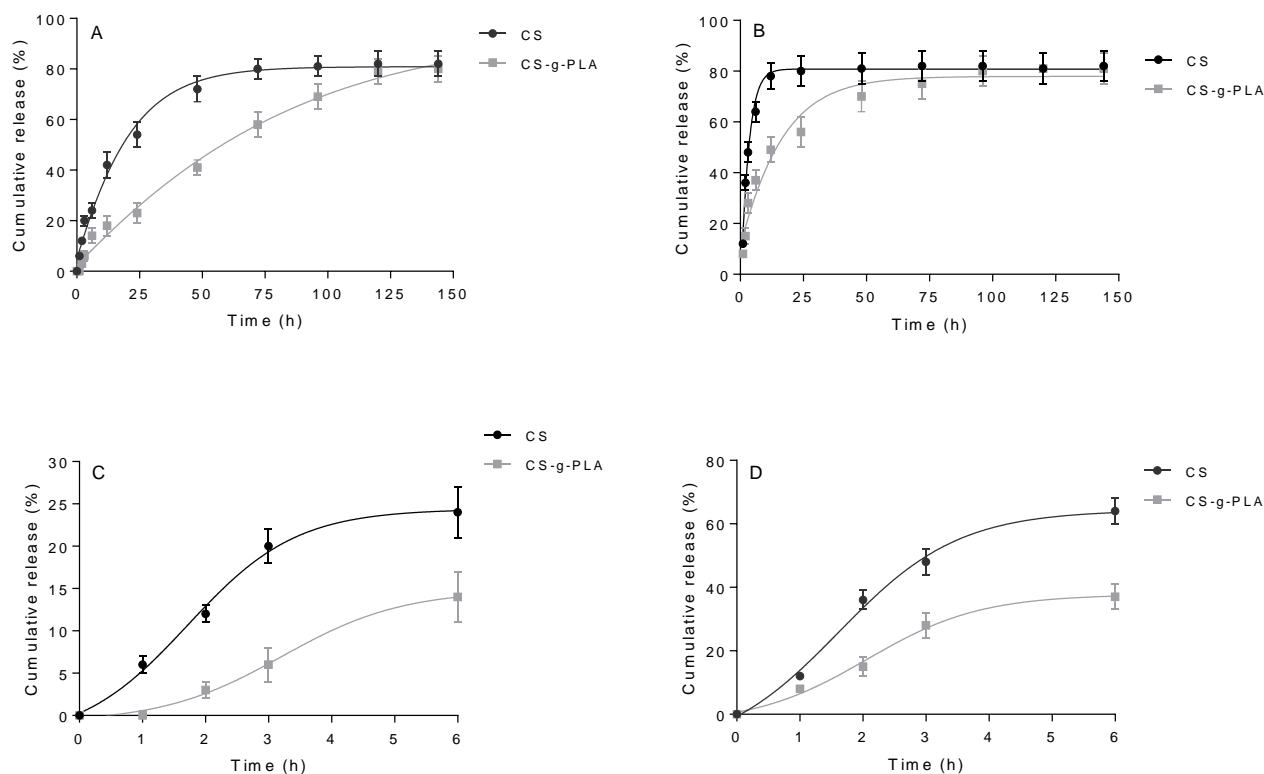 A
CS
CS-g-PLA
Cumulative release (%)
100
80
60
40
20
0
0 25 50 75 100 125 150
Time (h)
B
CS
CS-g-PLA
Cumulative release (%)
100
80
60
40
20
0
0 25 50 75 100 125 150
Time (h)
C
CS
CS-g-PLA
Cumulative release (%)
30
25
20
15
10
5
0
0 1 2 3 4 5 6
Time (h)
D
CS
CS-g-PLA
Cumulative release (%)
80
60
40
20
0
0 1 2 3 4 5 6
Time (h)